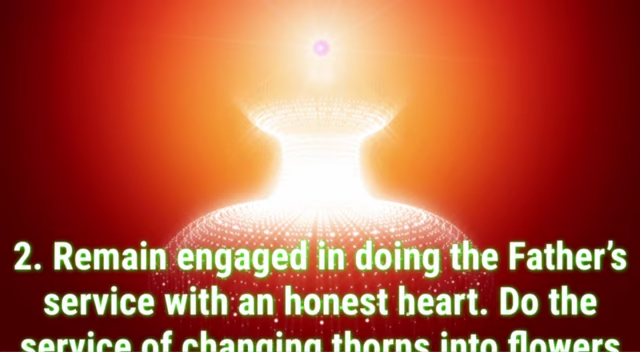 2. Remain engaged in doing the Father's
service with an honest heart. Do the
service of changing thorns into flowers